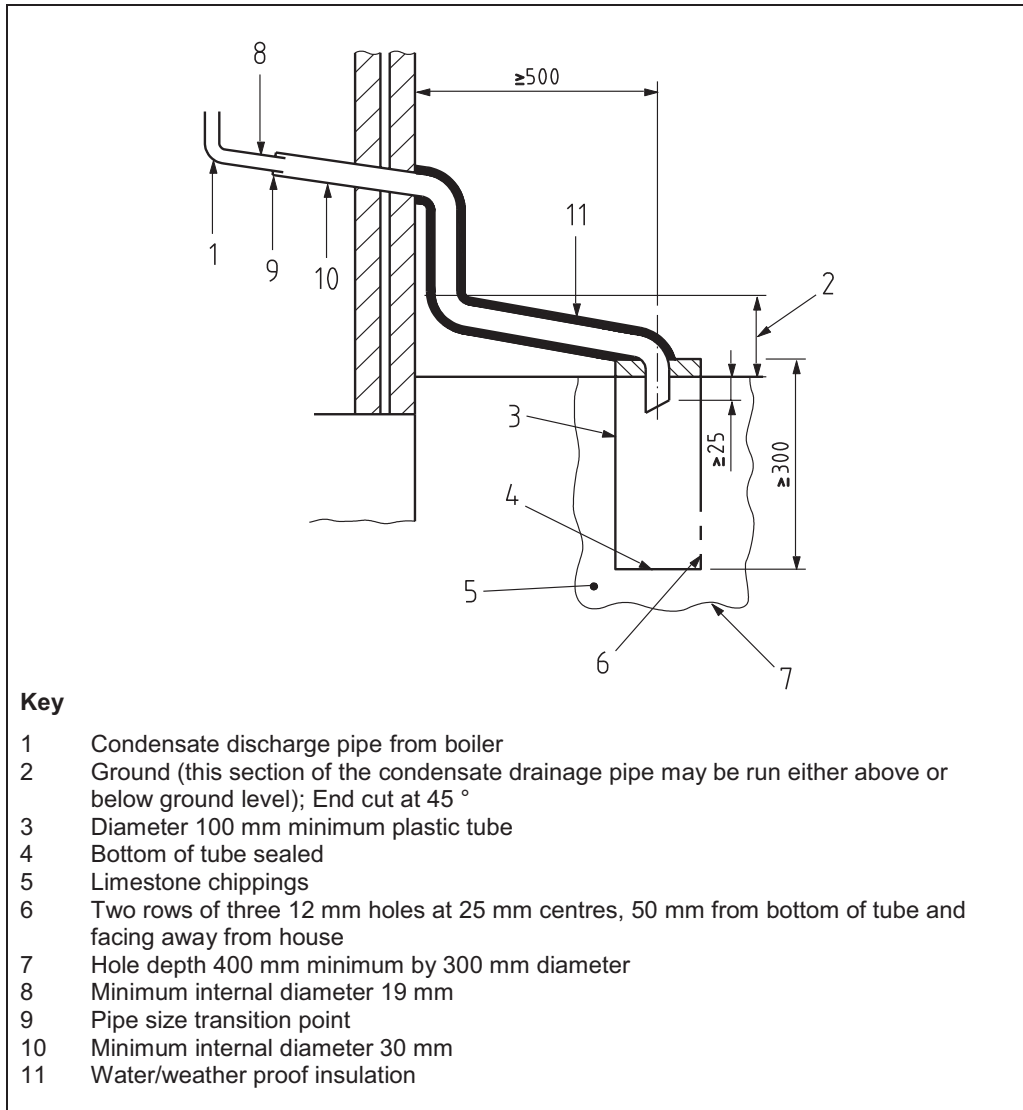 8
≥500
11
2
1
9
10
3
≥25
≥300
4
5
6
7
Key
1 Condensate discharge pipe from boiler
2 Ground (this section of the condensate drainage pipe may be run either above or
below ground level); End cut at 45 °
3 Diameter 100 mm minimum plastic tube
4 Bottom of tube sealed
5 Limestone chippings
6 Two rows of three 12 mm holes at 25 mm centres, 50 mm from bottom of tube and
facing away from house
7 Hole depth 400 mm minimum by 300 mm diameter
8 Minimum internal diameter 19 mm
9 Pipe size transition point
10 Minimum internal diameter 30 mm
11 Water/weather proof insulation